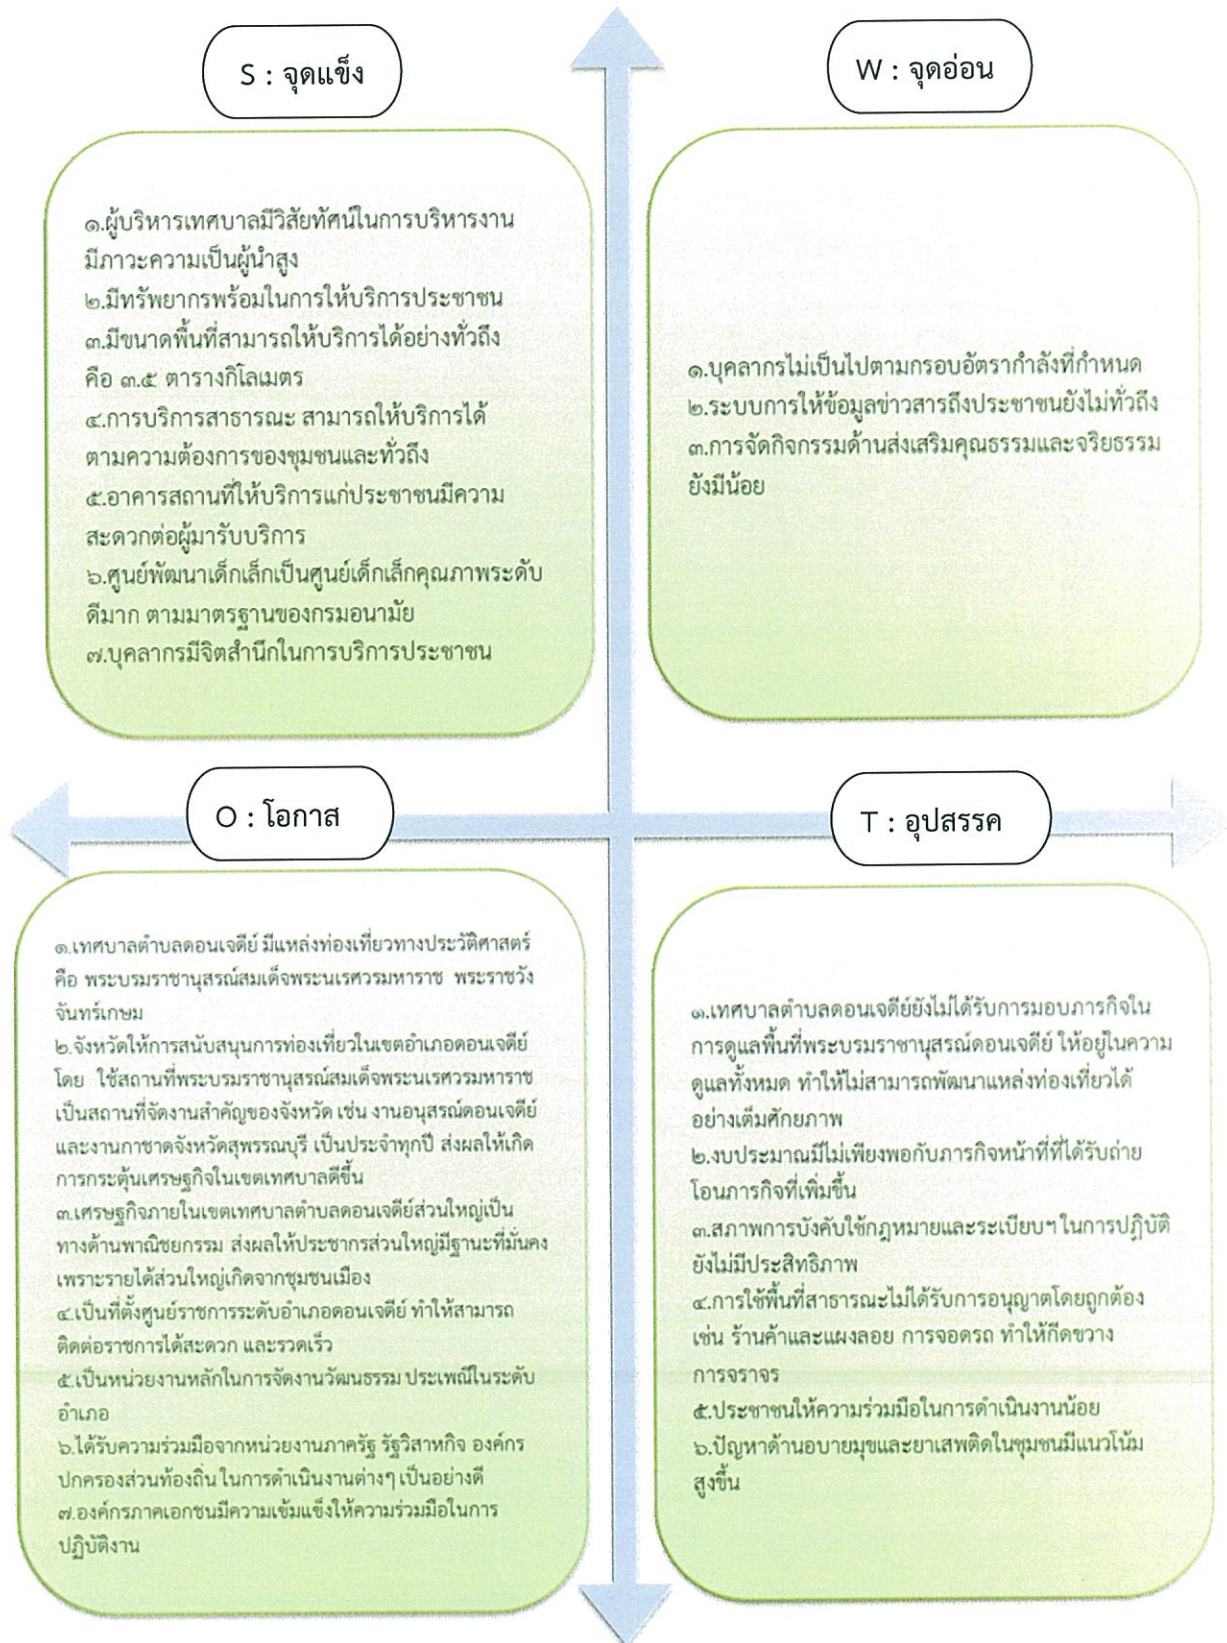 S : จุดแข็ง
๑.ผู้บริหารเทศบาลมีวิสัยทัศน์ในการบริหารงาน
มีภาวะความเป็นผู้นำสูง
๒.มีทรัพยากรพร้อมในการให้บริการประชาชน
๓.มีขนาดพื้นที่สามารถให้บริการได้อย่างทั่วถึง
คือ ๓.๕ ตารางกิโลเมตร
๔.การบริการสาธารณะ สามารถให้บริการได้
ตามความต้องการของชุมชนและทั่วถึง
๕.อาคารสถานที่ให้บริการแก่ประชาชนมีความ
สะดวกต่อผู้มารับบริการ
๖.ศูนย์พัฒนาเด็กเล็กเป็นศูนย์เด็กเล็กคุณภาพระดับ
ดีมาก ตามมาตรฐานของกรมอนามัย
๗.บุคลากรมีจิตสำนึกในการบริการประชาชน
W : จุดอ่อน
๑.บุคลากรไม่เป็นไปตามกรอบอัตรากำลังที่กำหนด
๒.ระบบการให้ข้อมูลข่าวสารถึงประชาชนยังไม่ทั่วถึง
๓.การจัดกิจกรรมด้านส่งเสริมคุณธรรมและจริยธรรม
ยังมีน้อย
O : โอกาส
๑.เทศบาลตำบลดอนเจดีย์ มีแหล่งท่องเที่ยวทางประวัติศาสตร์
คือ พระบรมราชานุสรณ์สมเด็จพระนเรศวรมหาราช พระราชวัง
จันทร์เกษม
๒.จังหวัดให้การสนับสนุนการท่องเที่ยวในเขตอำเภอดอนเจดีย์
โดย ใช้สถานที่พระบรมราชานุสรณ์สมเด็จพระนเรศวรมหาราช
เป็นสถานที่จัดงานสำคัญของจังหวัด เช่น งานอนุสรณ์ดอนเจดีย์
และงานกาชาดจังหวัดสุพรรณบุรี เป็นประจำทุกปี ส่งผลให้เกิด
การกระตุ้นเศรษฐกิจในเขตเทศบาลดีขึ้น
๓.เศรษฐกิจภายในเขตเทศบาลตำบลดอนเจดีย์ส่วนใหญ่เป็น
ทางด้านพาณิชยกรรม ส่งผลให้ประชากรส่วนใหญ่มีฐานะที่มั่นคง
เพราะรายได้ส่วนใหญ่เกิดจากชุมชนเมือง
๔.เป็นที่ตั้งศูนย์ราชการระดับอำเภอดอนเจดีย์ ทำให้สามารถ
ติดต่อราชการได้สะดวก และรวดเร็ว
๕.เป็นหน่วยงานหลักในการจัดงานวัฒนธรรม ประเพณีในระดับ
อำเภอ
๖.ได้รับความร่วมมือจากหน่วยงานภาครัฐ รัฐวิสาหกิจ องค์กร
ปกครองส่วนท้องถิ่น ในการดำเนินงานต่างๆ เป็นอย่างดี
๗.องค์กรภาคเอกชนมีความเข้มแข็งให้ความร่วมมือในการ
ปฏิบัติงาน
T : อุปสรรค
๑.เทศบาลตำบลดอนเจดีย์ยังไม่ได้รับการมอบภารกิจใน
การดูแลพื้นที่พระบรมราชานุสรณ์ดอนเจดีย์ ให้อยู่ในความ
ดูแลทั้งหมด ทำให้ไม่สามารถพัฒนาแหล่งท่องเที่ยวได้
อย่างเต็มศักยภาพ
๒.งบประมาณมีไม่เพียงพอกับภารกิจหน้าที่ที่ได้รับถ่าย
โอนภารกิจที่เพิ่มขึ้น
๓.สภาพการบังคับใช้กฎหมายและระเบียบฯ ในการปฏิบัติ
ยังไม่มีประสิทธิภาพ
๔.การใช้พื้นที่สาธารณะไม่ได้รับการอนุญาตโดยถูกต้อง
เช่น ร้านค้าและแผงลอย การจอดรถ ทำให้กีดขวาง
การจราจร
๕.ประชาชนให้ความร่วมมือในการดำเนินงานน้อย
๖.ปัญหาด้านอบายมุขและยาเสพติดในชุมชนมีแนวโน้ม
สูงขึ้น